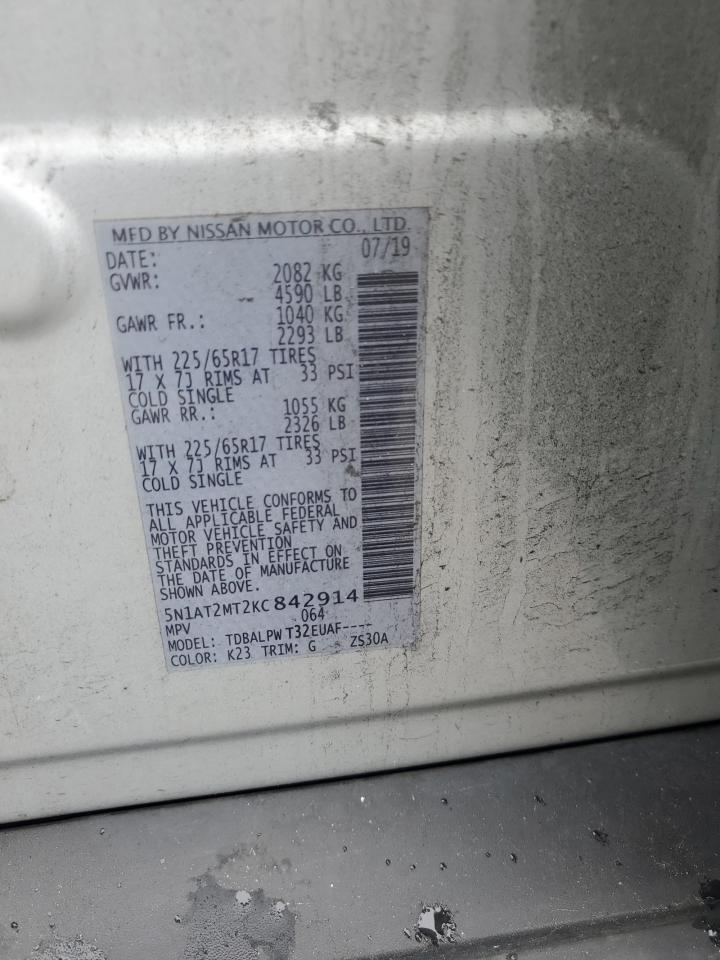 MFD BY NISSAN MOTOR CO., LTD.
DATE: 07/19
GVWR: 2082 KG
4590 LB
GAWR FR.: 1040 KG
2293 LB
WITH 225/65R17 TIRES
17 X 7J RIMS AT 33 PSI
COLD SINGLE
GAWR RR.: 1055 KG
2326 LB
WITH 225/65R17 TIRES
17 X 7J RIMS AT 33 PSI
COLD SINGLE
THIS VEHICLE CONFORMS TO
ALL APPLICABLE FEDERAL
MOTOR VEHICLE SAFETY AND
THEFT PREVENTION
STANDARDS IN EFFECT ON
THE DATE OF MANUFACTURE
SHOWN ABOVE.
5N1AT2MT2KC842914
MPV 064
MODEL: TDBALPWT32EUAF----
COLOR: K23 TRIM: G ZS30A